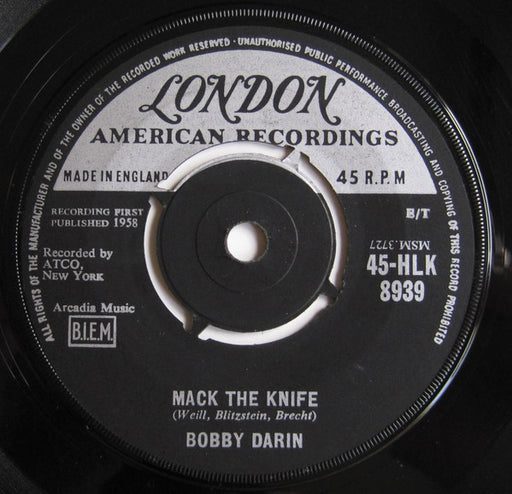 ALL RIGHTS OF THE MANUFACTURER AND OF THE OWNER OF THE RECORDED WORK RESERVED - UNAUTHORISED PUBLIC PERFORMANCE BROADCASTING AND COPYING OF THIS RECORD PROHIBITED
LONDON
AMERICAN RECORDINGS
MADE IN ENGLAND
45 R.P.M
RECORDING FIRST
PUBLISHED 1958
E/T
Recorded by
ATCO,
NEW YORK
MSM.3727
45-HLK
8939
Arcadia Music
B.I.E.M.
MACK THE KNIFE
(Weill, Blitzstein, Brecht)
BOBBY DARIN